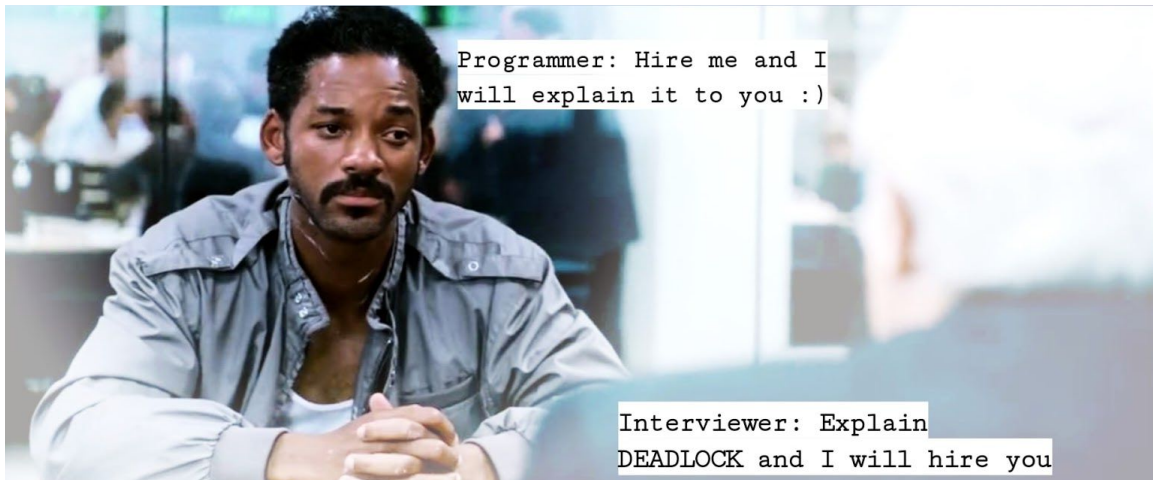 Programmer: Hire me and I
will explain it to you :)
Interviewer: Explain
DEADLOCK and I will hire you